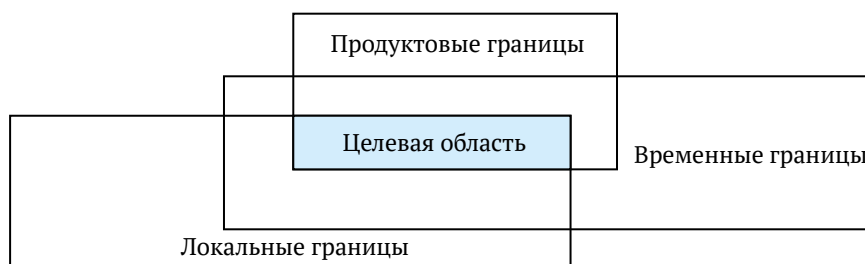 Продуктовые границы
Целевая область
Временные границы
Локальные границы